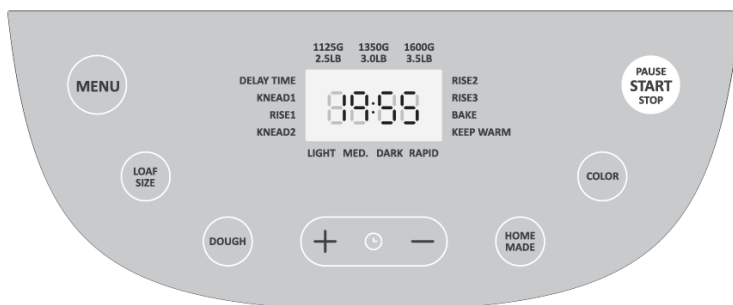 1125G 1350G 1600G
2.5LB 3.0LB 3.5LB
MENU
DELAY TIME
KNEAD1
RISE1
KNEAD2
19:55
RISE2
RISE3
BAKE
KEEP WARM
LIGHT MED. DARK RAPID
PAUSE
START
STOP
LOAF
SIZE
COLOR
DOUGH
+ −
HOME
MADE